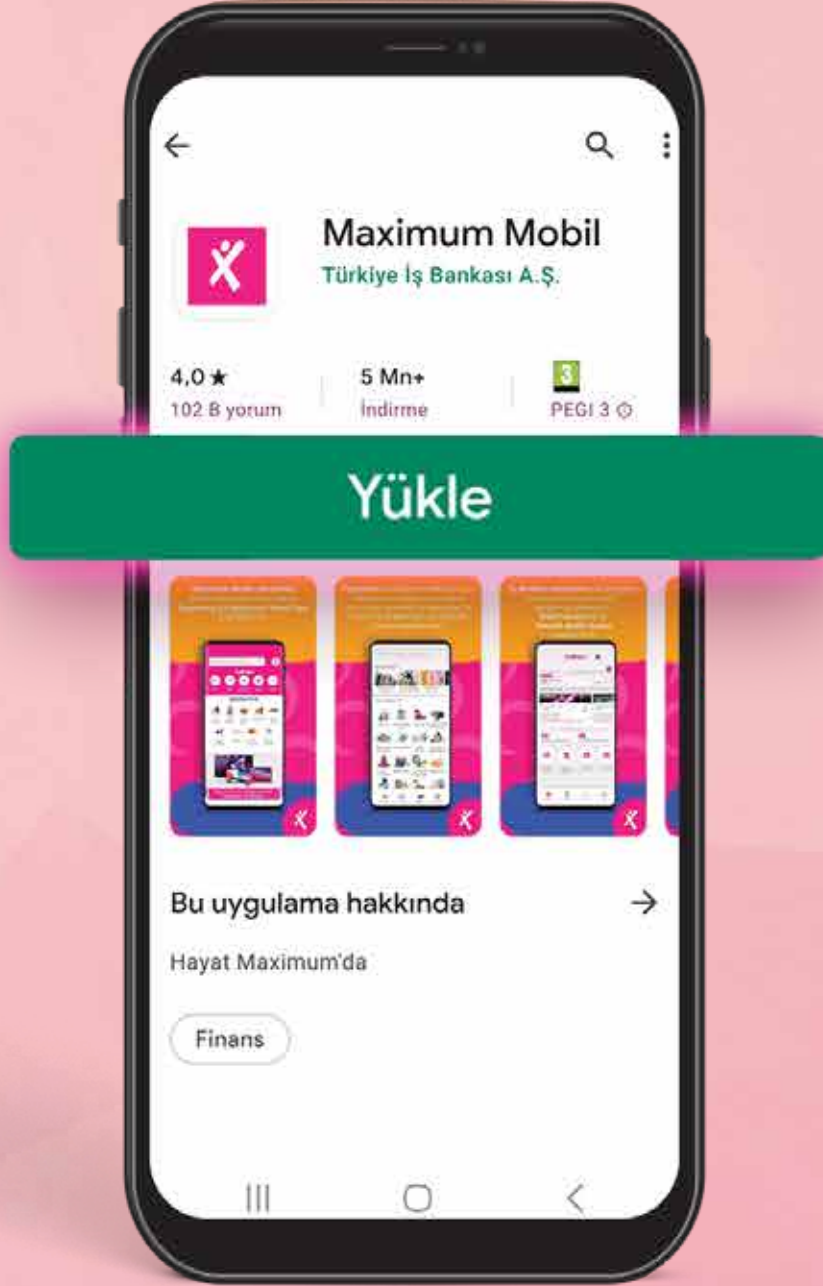 Maximum Mobil
Türkiye İş Bankası A.Ş.
4,0 ★
5 Mn+
3
102 B yorum
İndirme
PEGI 3
Yükle
Bu uygulama hakkında
Hayat Maximum'da
Finans